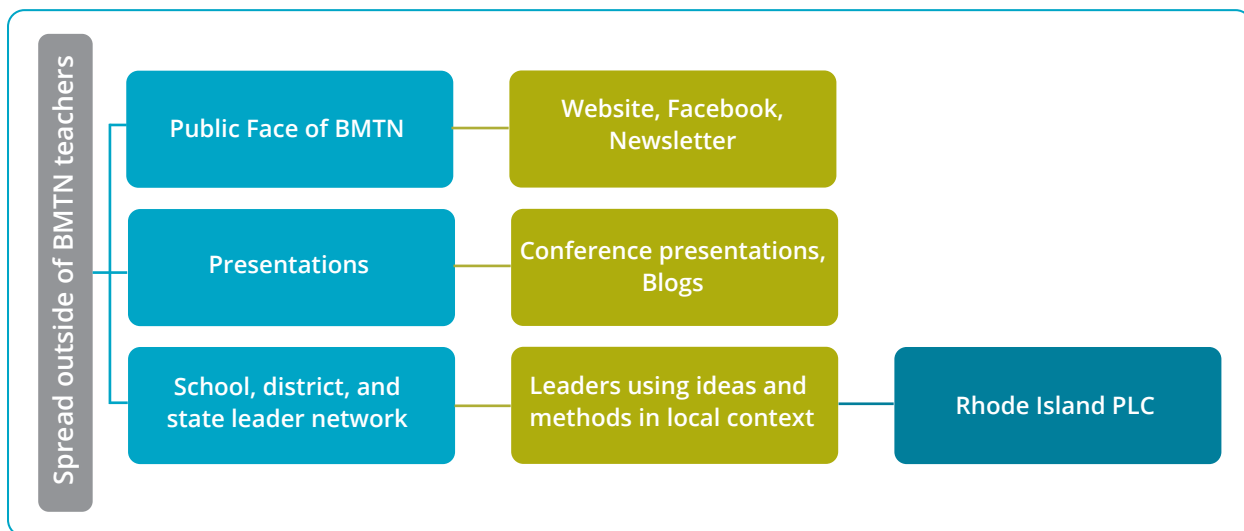 Spread outside of BMTN teachers
Public Face of BMTN
Website, Facebook,
Newsletter
Presentations
Conference presentations,
Blogs
School, district, and
state leader network
Leaders using ideas and
methods in local context
Rhode Island PLC